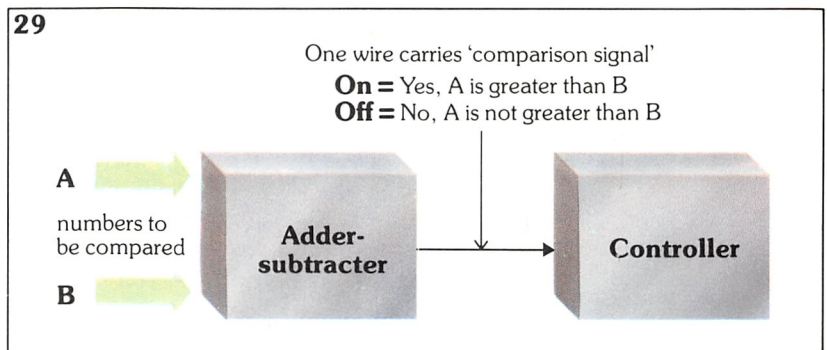 29
One wire carries ‘comparison signal’
On = Yes, A is greater than B
Off = No, A is not greater than B
A
numbers to
be compared
B
Adder-
subtracter
Controller